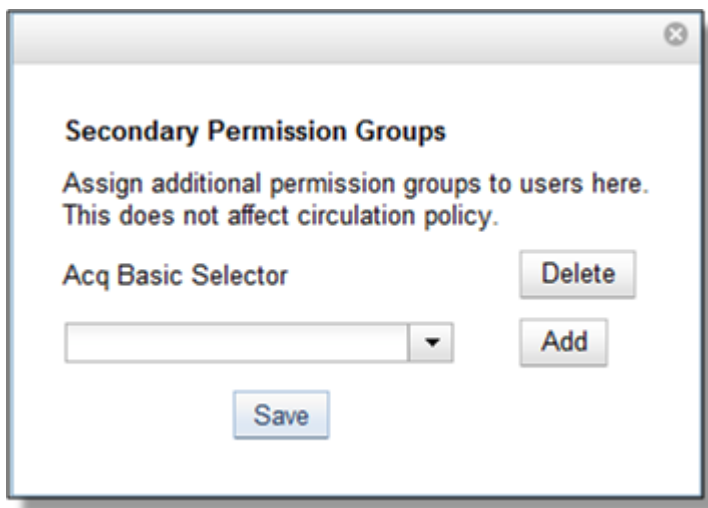 Secondary Permission Groups
Assign additional permission groups to users here.
This does not affect circulation policy.
Acq Basic Selector Delete
Add
Save